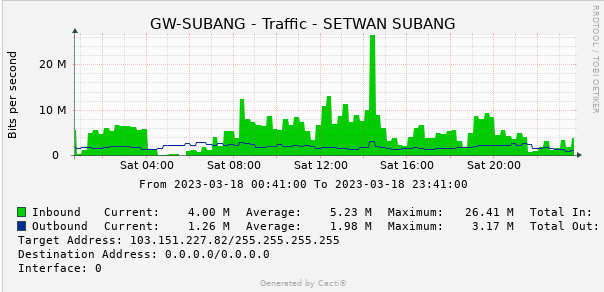 GW-SUBANG - Traffic - SETWAN SUBANG
RRDTOOL / TOBI OETIKER
Bits per second
20 M
10 M
0
Sat 04:00 Sat 08:00 Sat 12:00 Sat 16:00 Sat 20:00
From 2023-03-18 00:41:00 To 2023-03-18 23:41:00
Inbound Current: 4.00 M Average: 5.23 M Maximum: 26.41 M Total In:
Outbound Current: 1.26 M Average: 1.98 M Maximum: 3.17 M Total Out:
Target Address: 103.151.227.82/255.255.255.255
Destination Address: 0.0.0.0/0.0.0.0
Interface: 0
Generated by Cacti®